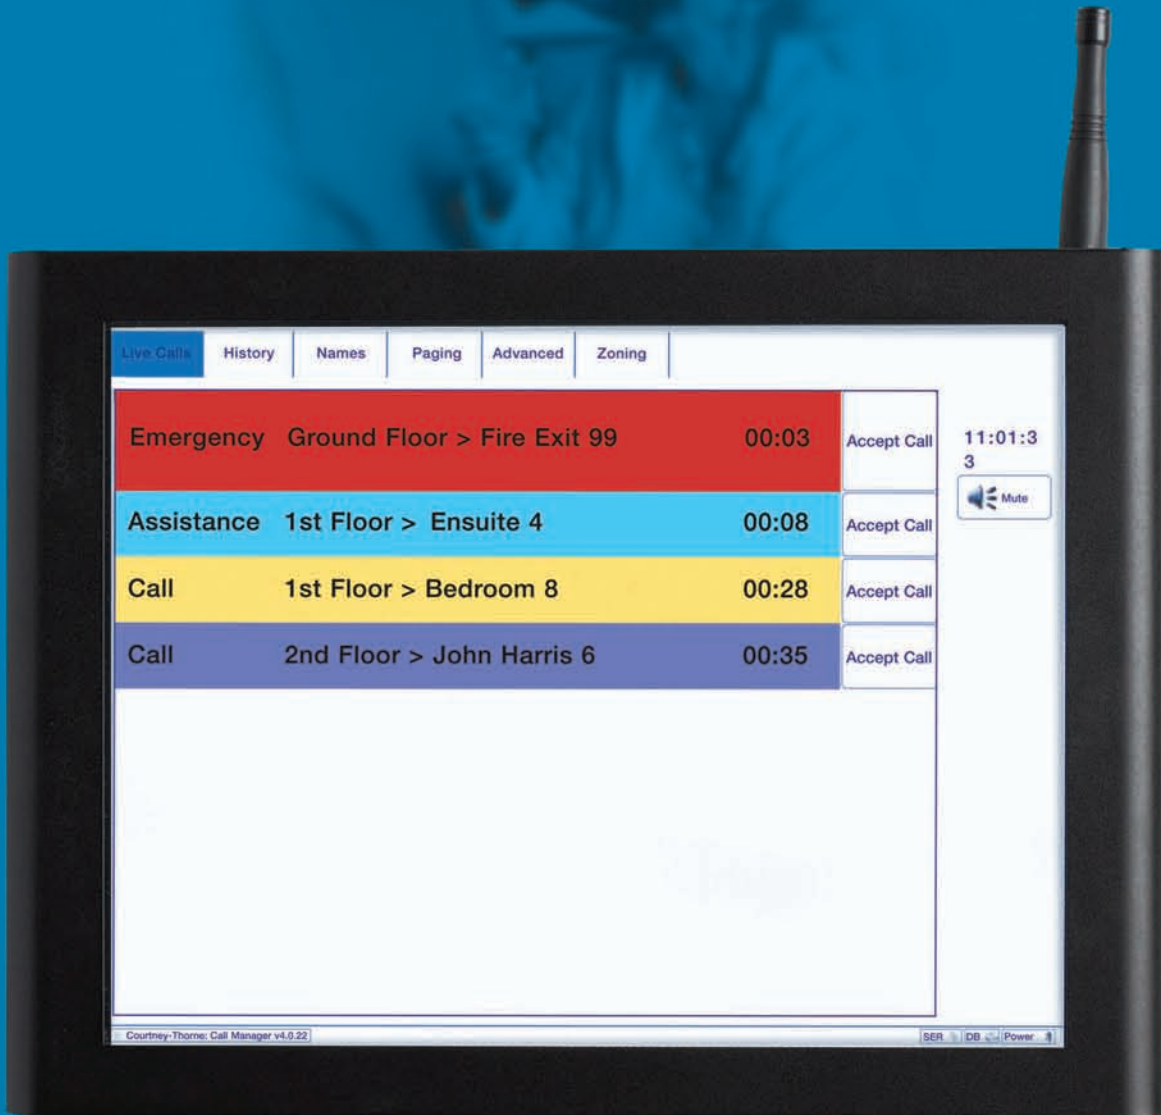 Live Calls History Names Paging Advanced Zoning
Emergency Ground Floor > Fire Exit 99 00:03 Accept Call
11:01:3
3
Mute
Assistance 1st Floor > Ensuite 4 00:08 Accept Call
Call 1st Floor > Bedroom 8 00:28 Accept Call
Call 2nd Floor > John Harris 6 00:35 Accept Call
Courtney-Thorne: Call Manager v4.0.22 SER DB Power